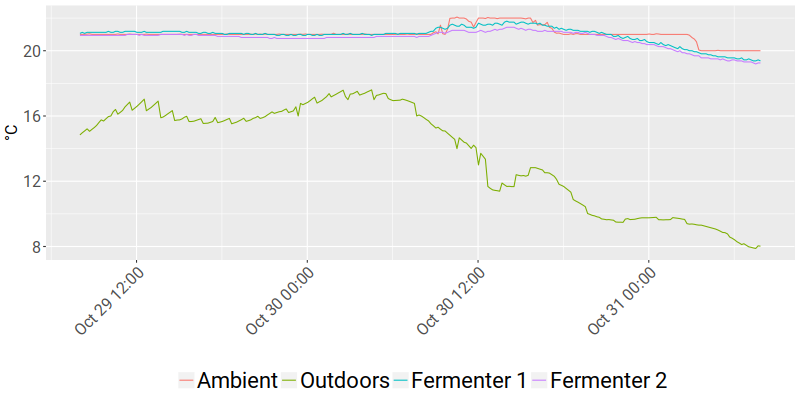 °C
20
16
12
8
Oct 29 12:00
Oct 30 00:00
Oct 30 12:00
Oct 31 00:00
Ambient Outdoors Fermenter 1 Fermenter 2